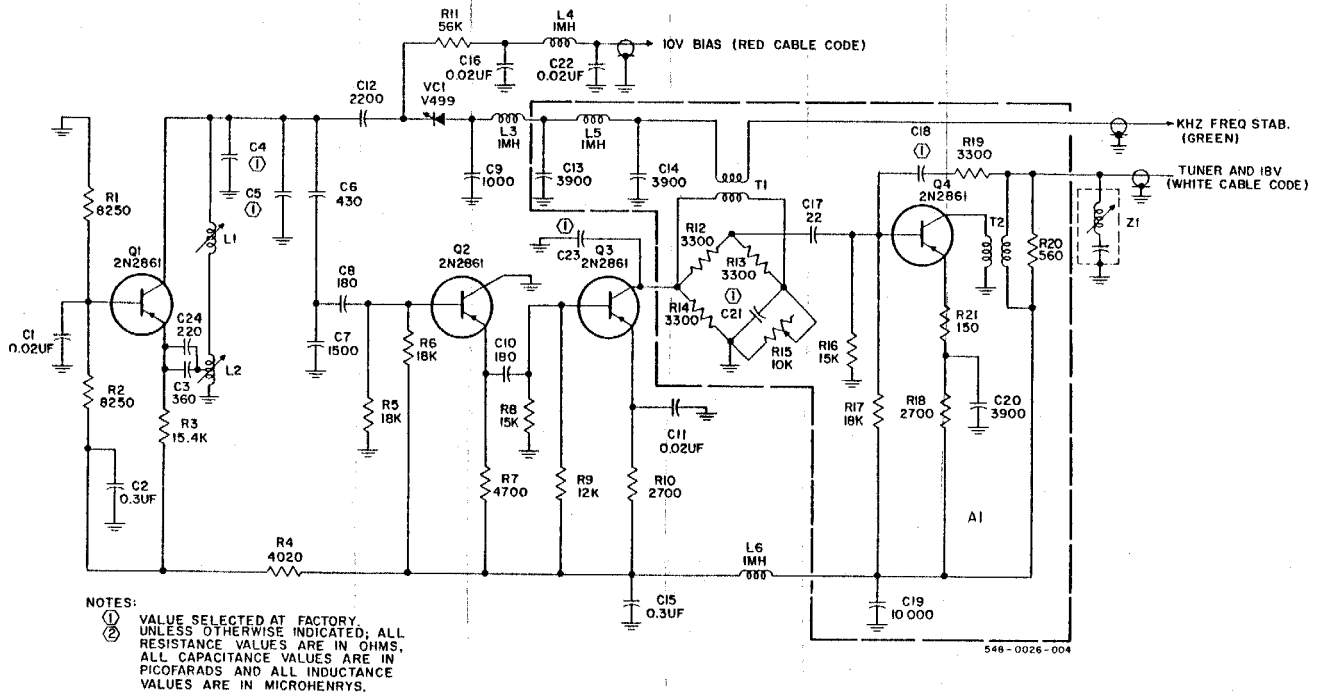 R11
56K
L4
1MH
10V BIAS (RED CABLE CODE)
C16
0.02UF
C22
0.02UF
C12
2200
VC1
V499
L3
1MH
L5
1MH
KHZ FREQ STAB.
(GREEN)
C18
1
R19
3300
TUNER AND 18V
(WHITE CABLE CODE)
C4
1
C5
1
C6
430
C9
1000
C13
3900
C14
3900
T1
C17
22
Q4
2N2861
T2
R20
560
Z1
R1
8250
L1
1
C23
R12
3300
R13
3300
Q1
2N2861
Q2
2N2861
Q3
2N2861
C8
180
1
C21
R14
3300
R21
150
C1
0.02UF
C24
220
C7
1500
R6
18K
C10
180
R15
10K
R16
15K
R2
8250
C3
360
L2
R3
15.4K
R5
18K
R8
15K
C11
0.02UF
R17
18K
R18
2700
C20
3900
C2
0.3UF
R7
4700
R9
12K
R10
2700
A1
R4
4020
L6
1MH
C15
0.3UF
C19
10000
NOTES:
1 VALUE SELECTED AT FACTORY.
2 UNLESS OTHERWISE INDICATED; ALL
RESISTANCE VALUES ARE IN OHMS,
ALL CAPACITANCE VALUES ARE IN
PICOFARADS AND ALL INDUCTANCE
VALUES ARE IN MICROHENRYS.
548-0026-004